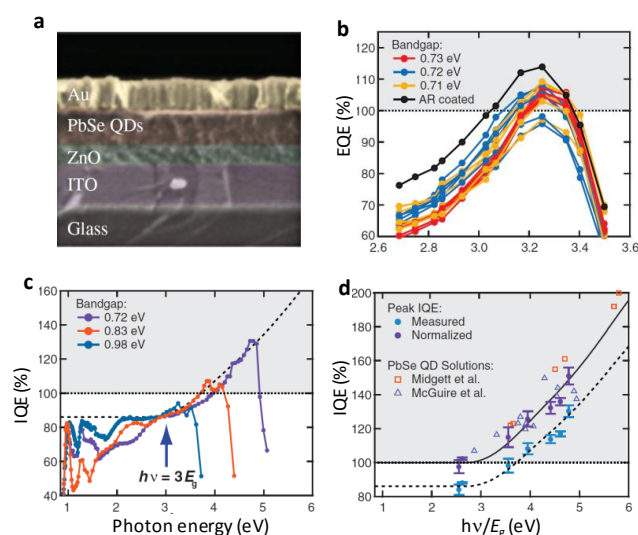 a
Au
PbSe QDs
ZnO
ITO
Glass
b
Bandgap:
0.73 eV
0.72 eV
0.71 eV
AR coated
EQE (%)
120
110
100
90
80
70
60
2.6 2.8 3.0 3.2 3.4 3.6
c
Bandgap:
0.72 eV
0.83 eV
0.98 eV
hν = 3Eg
IQE (%)
160
140
120
100
80
60
40
1 2 3 4 5 6
Photon energy (eV)
d
Peak IQE:
Measured
Normalized
PbSe QD Solutions:
Midgett et al.
McGuire et al.
IQE (%)
200
180
160
140
120
100
80
1 2 3 4 5 6
hν/Eg (eV)